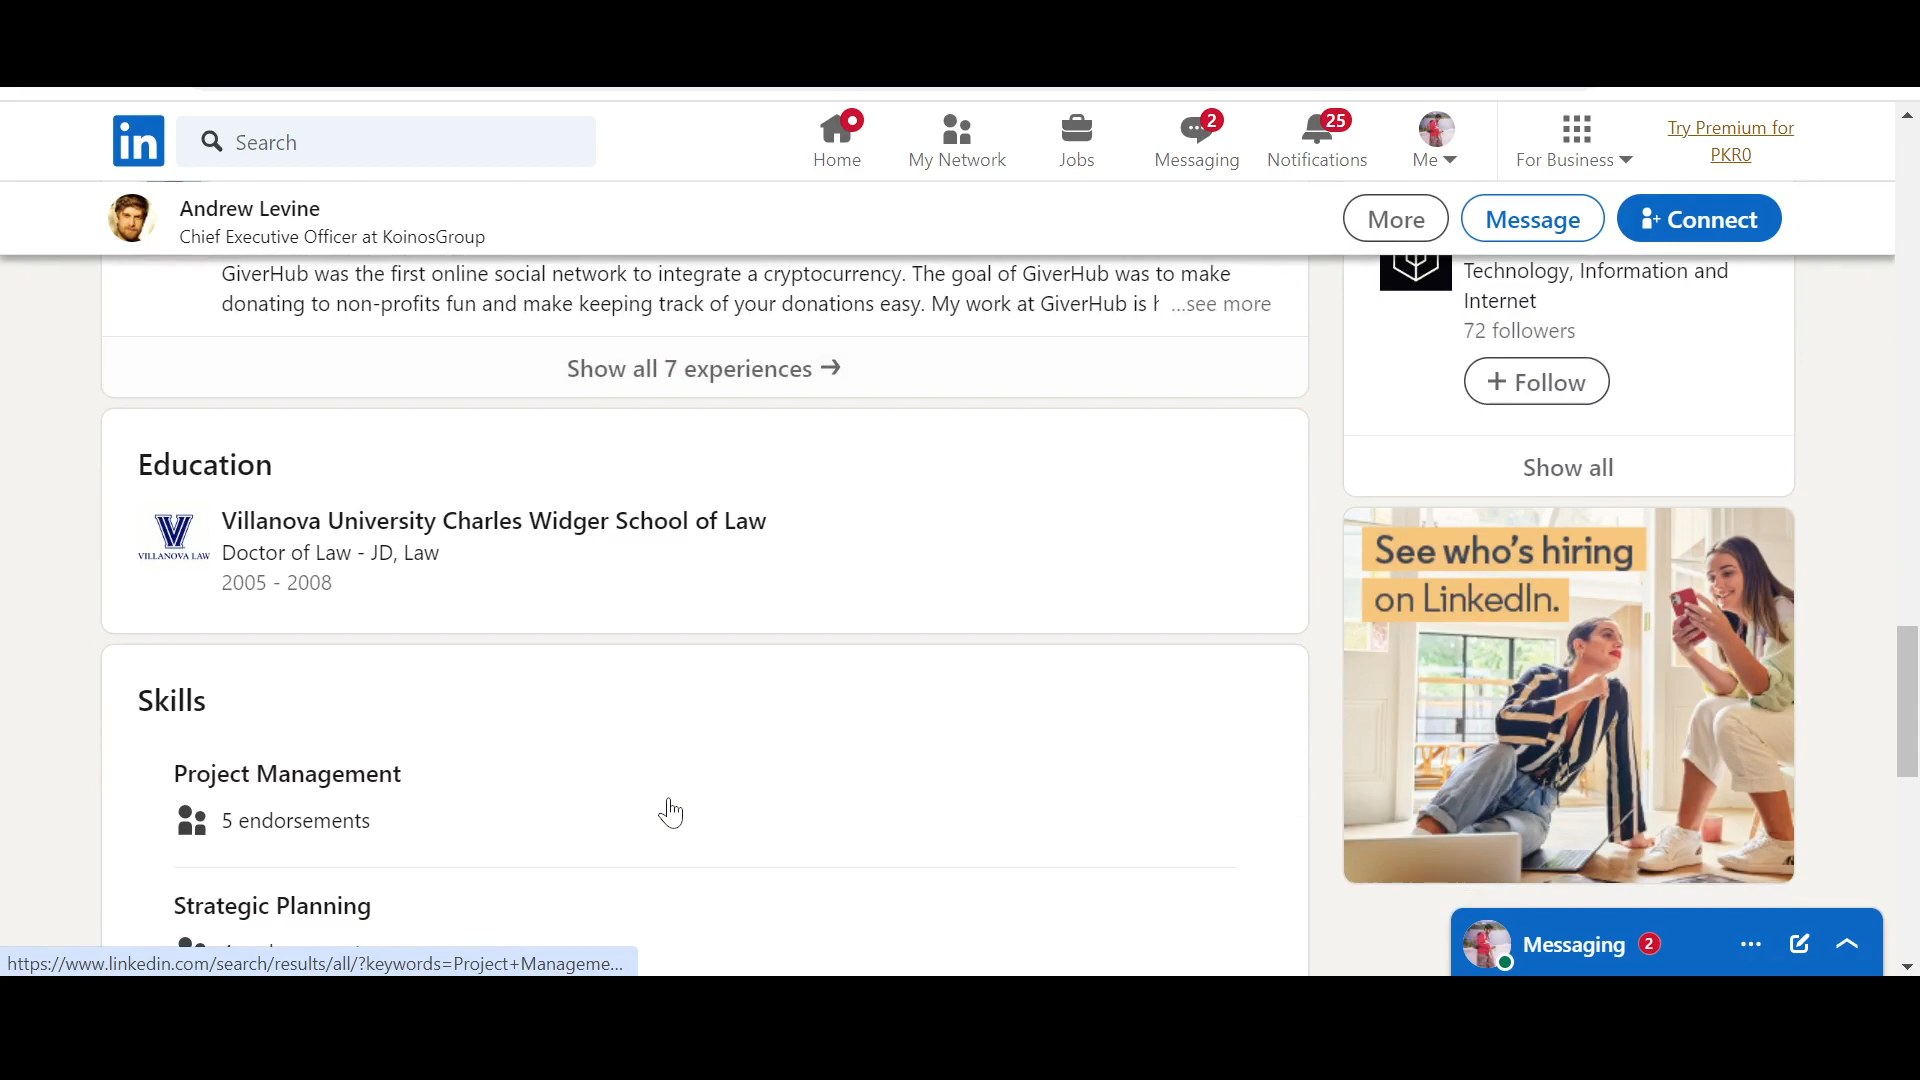 in
Search
Home
My Network
Jobs
2
Messaging
25
Notifications
Me
For Business
Try Premium for
PKR0
Andrew Levine
Chief Executive Officer at KoinosGroup
More
Message
Connect
GiverHub was the first online social network to integrate a cryptocurrency. The goal of GiverHub was to make
donating to non-profits fun and make keeping track of your donations easy. My work at GiverHub is ...see more
Show all 7 experiences →
Education
VILLANOVA LAW
Villanova University Charles Widger School of Law
Doctor of Law - JD, Law
2005 - 2008
Skills
Project Management
5 endorsements
Strategic Planning
https://www.linkedin.com/search/results/all/?keywords=Project+Manageme...
Technology, Information and
Internet
72 followers
+ Follow
Show all
See who's hiring
on LinkedIn.
Messaging 2